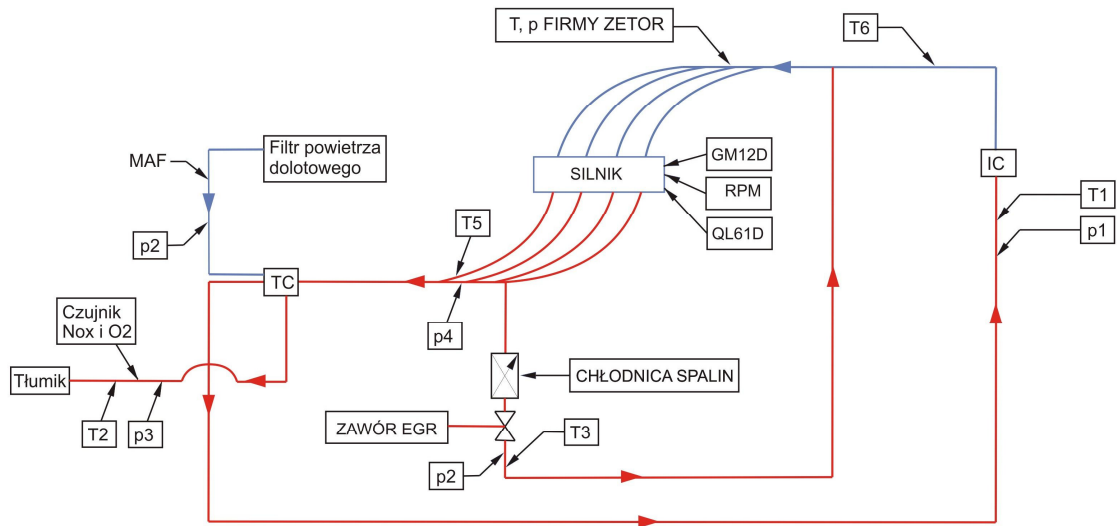 T, p FIRMY ZETOR
T6
MAF
Filtr powietrza
dolotowego
GM12D
SILNIK
RPM
IC
T1
p2
T5
QL61D
p1
TC
Czujnik
Nox i O2
p4
Tłumik
CHŁODNICA SPALIN
T2
p3
ZAWÓR EGR
T3
p2